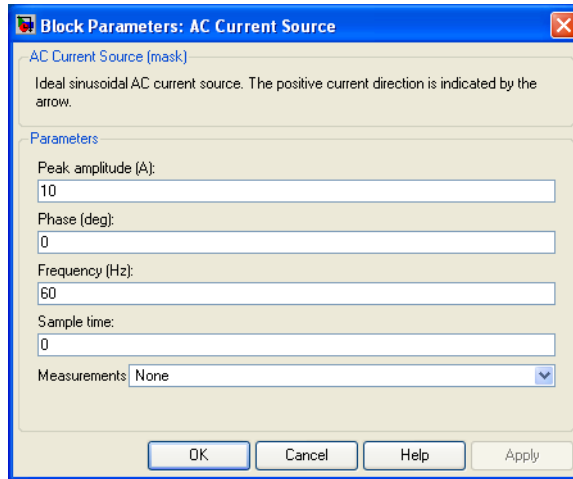 Block Parameters: AC Current Source
AC Current Source (mask)
Ideal sinusoidal AC current source. The positive current direction is indicated by the
arrow.
Parameters
Peak amplitude (A):
10
Phase (deg):
0
Frequency (Hz):
60
Sample time:
0
Measurements None
OK Cancel Help Apply